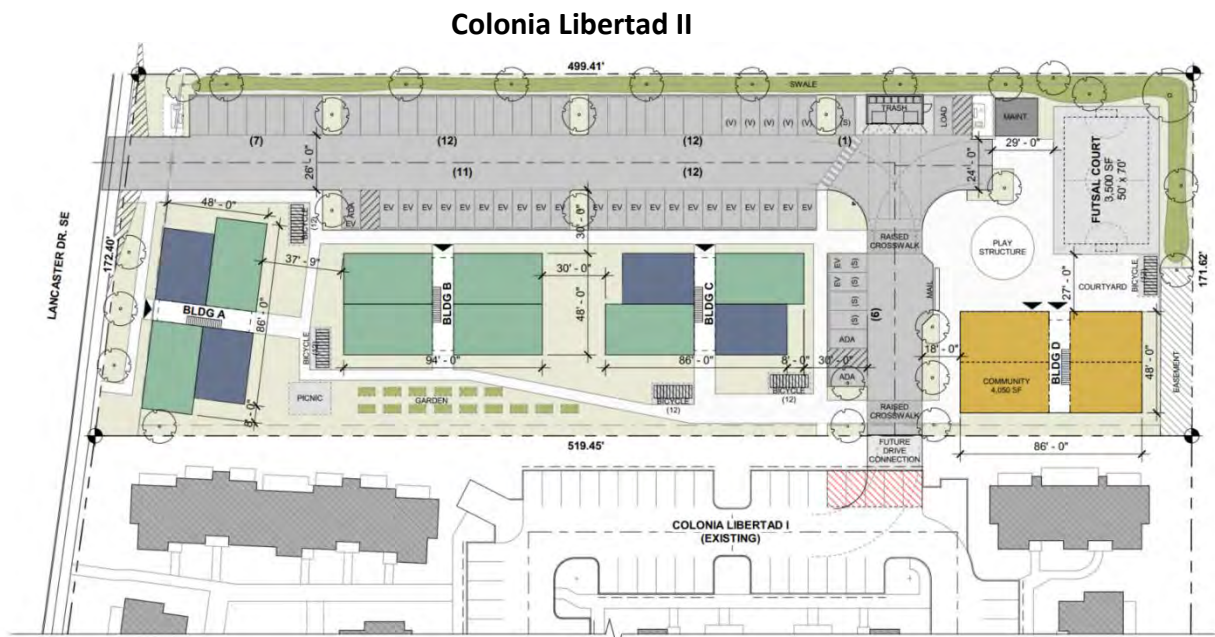 Colonia Libertad II
499.41'
SWALE
TRASH
(V) (V) (V) (V) (V) (S)
LOAD
MAINT.
(7)
(12)
(12)
(1)
26' - 0"
24' - 0"
29' - 0"
FUTSAL COURT
3,500 SF
50' X 70'
(11)
(12)
LANCASTER DR. SE
172.40'
48' - 0"
BICYCLE
(12)
ADA
EV EV EV EV EV EV EV EV EV EV EV EV EV EV EV EV EV EV EV EV EV EV
30' - 0"
RAISED
CROSSWALK
PLAY
STRUCTURE
37' - 9"
30' - 0"
EV (S)
EV (S)
(S)
(S)
(6)
MAIL
27' - 0"
COURTYARD
BICYCLE
171.62'
BLDG A
86' - 0"
BLDG B
48' - 0"
BLDG C
ADA
ADA
BICYCLE
94' - 0"
86' - 0"
8' - 0"
30' - 0"
18' - 0"
COMMUNITY
4,050 SF
BLDG D
48' - 0"
EASEMENT
8' - 0"
PICNIC
GARDEN
BICYCLE
(12)
BICYCLE
(12)
RAISED
CROSSWALK
519.45'
FUTURE
DRIVE
CONNECTION
86' - 0"
COLONIA LIBERTAD I
(EXISTING)